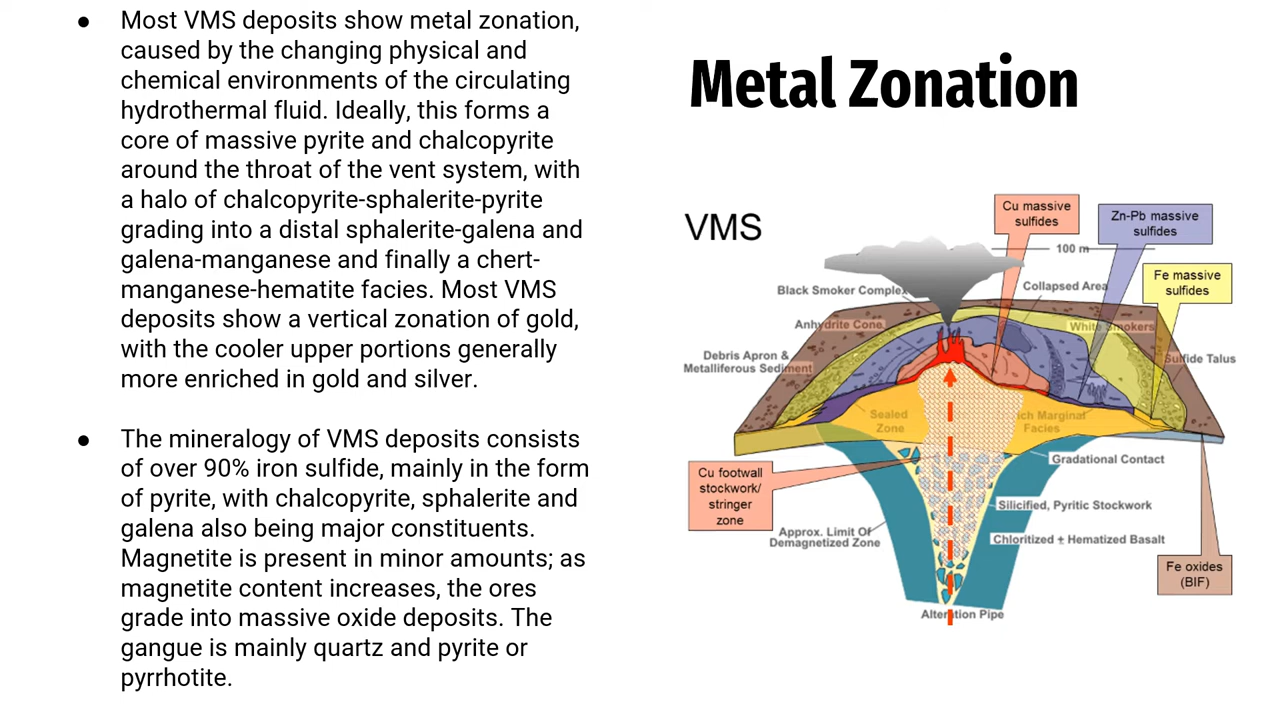 ● Most VMS deposits show metal zonation,
caused by the changing physical and
chemical environments of the circulating
hydrothermal fluid. Ideally, this forms a
core of massive pyrite and chalcopyrite
around the throat of the vent system, with
a halo of chalcopyrite-sphalerite-pyrite
grading into a distal sphalerite-galena and
galena-manganese and finally a chert-
manganese-hematite facies. Most VMS
deposits show a vertical zonation of gold,
with the cooler upper portions generally
more enriched in gold and silver.
● The mineralogy of VMS deposits consists
of over 90% iron sulfide, mainly in the form
of pyrite, with chalcopyrite, sphalerite and
galena also being major constituents.
Magnetite is present in minor amounts; as
magnetite content increases, the ores
grade into massive oxide deposits. The
gangue is mainly quartz and pyrite or
pyrrhotite.
Metal Zonation
VMS
Cu massive
sulfides
Zn-Pb massive
sulfides
100 m
Fe massive
sulfides
Black Smoker Complex
Collapsed Area
Anhydrite Cone
White Smokers
Debris Apron &
Metalliferous Sediment
Sulfide Talus
Sealed
Zone
ich Marginal
Facies
Cu footwall
stockwork/
stringer
zone
Gradational Contact
Silicified, Pyritic Stockwork
Approx. Limit Of
Demagnetized Zone
Chloritized ± Hematized Basalt
Fe oxides
(BIF)
Alteration Pipe